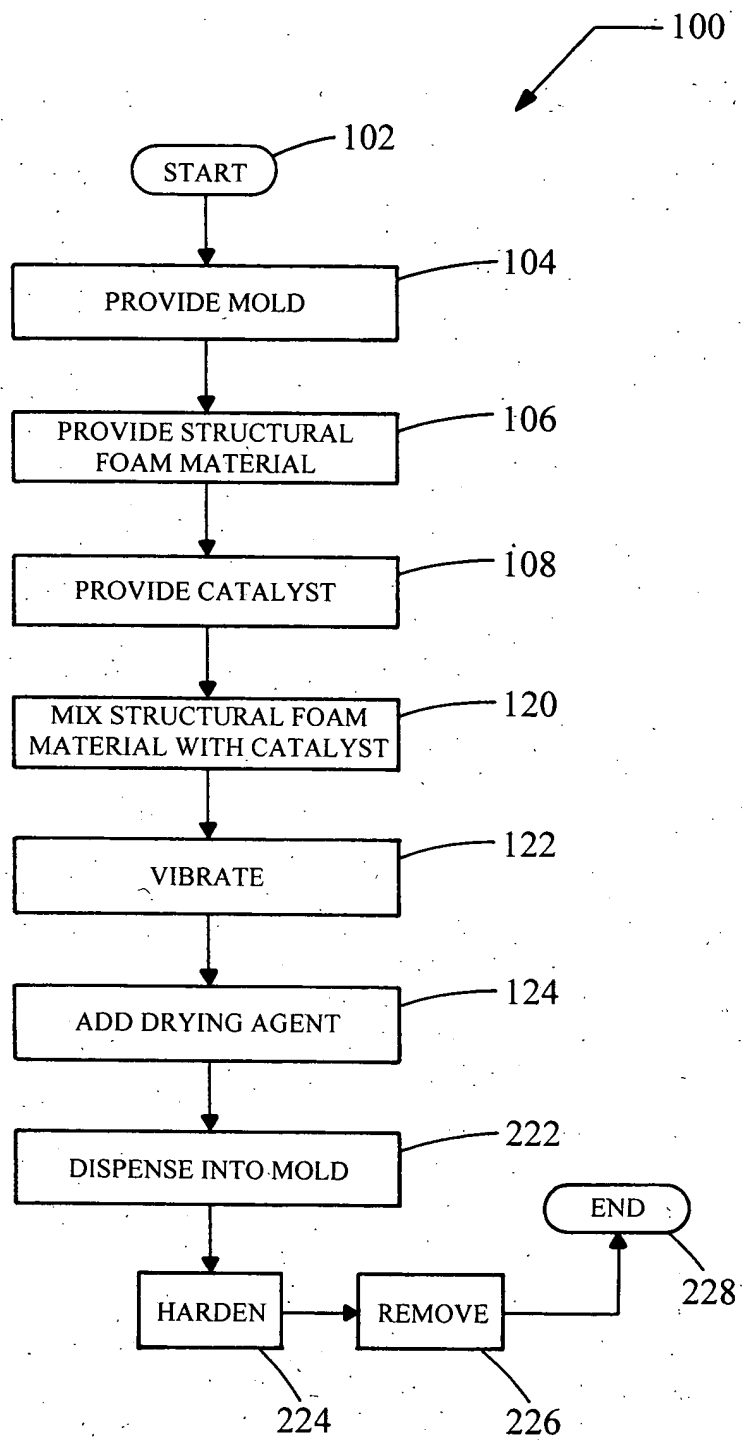 100
102
START
104
PROVIDE MOLD
106
PROVIDE STRUCTURAL
FOAM MATERIAL
108
PROVIDE CATALYST
120
MIX STRUCTURAL FOAM
MATERIAL WITH CATALYST
122
VIBRATE
124
ADD DRYING AGENT
222
DISPENSE INTO MOLD
END
228
HARDEN
REMOVE
224
226